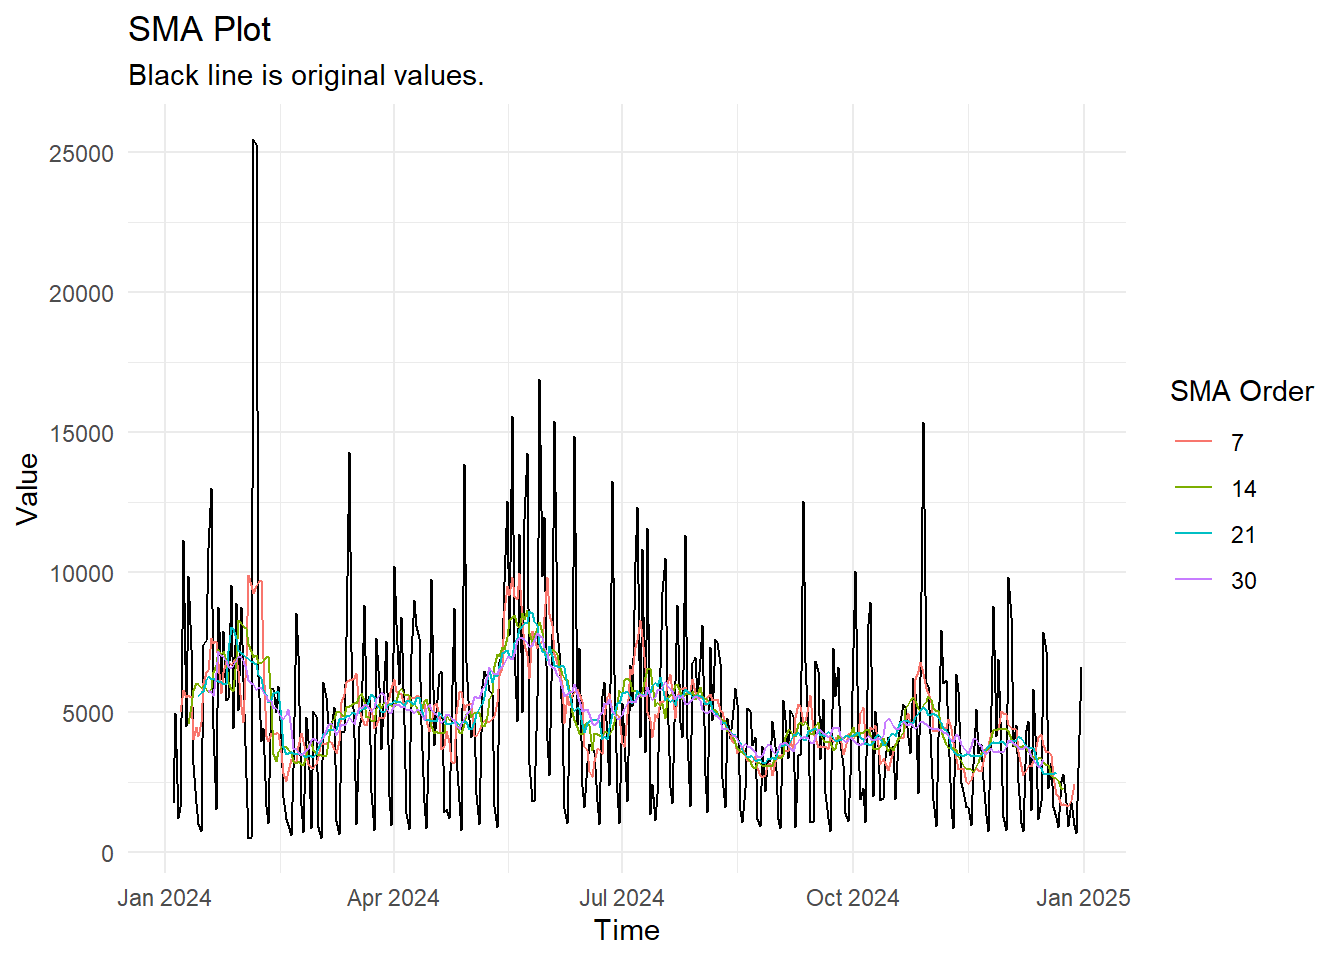 SMA Plot
Black line is original values.
25000
20000
15000
10000
5000
0
Value
Jan 2024
Apr 2024
Jul 2024
Oct 2024
Jan 2025
Time
SMA Order
7
14
21
30